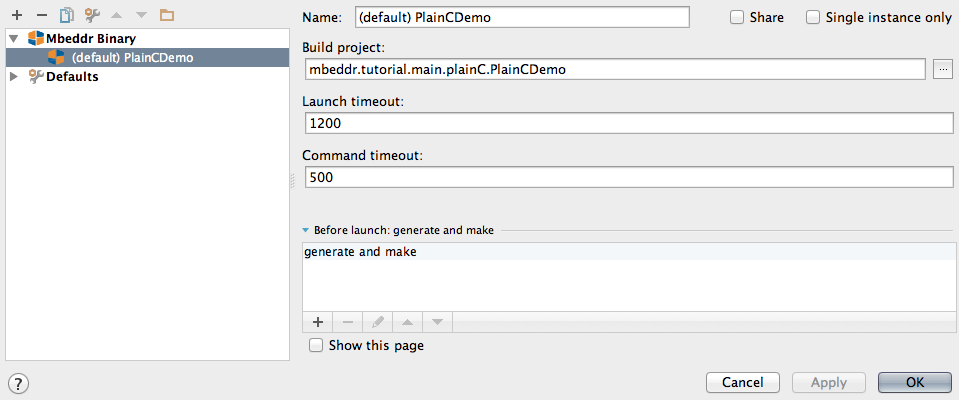 Name: (default) PlainCDemo Share Single instance only
Mbeddr Binary
(default) PlainCDemo
Defaults
Build project:
mbeddr.tutorial.main.plainC.PlainCDemo ...
Launch timeout:
1200
Command timeout:
500
Before launch: generate and make
generate and make
Show this page
? Cancel Apply OK